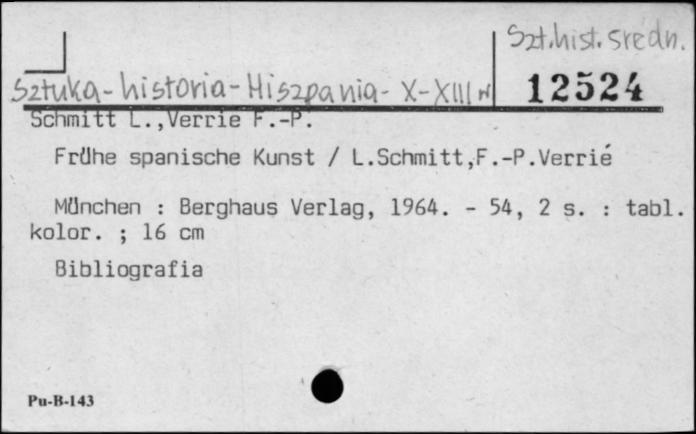 Szt.hist.średn.
Sztuka-historia-Hiszpania- X-XIII w
12524
Schmitt L.,Verrie F.-P.
Frühe spanische Kunst / L.Schmitt,F.-P.Verrié
München : Berghaus Verlag, 1964. - 54, 2 s. : tabl.
kolor. ; 16 cm
Bibliografia
Pu-B-143